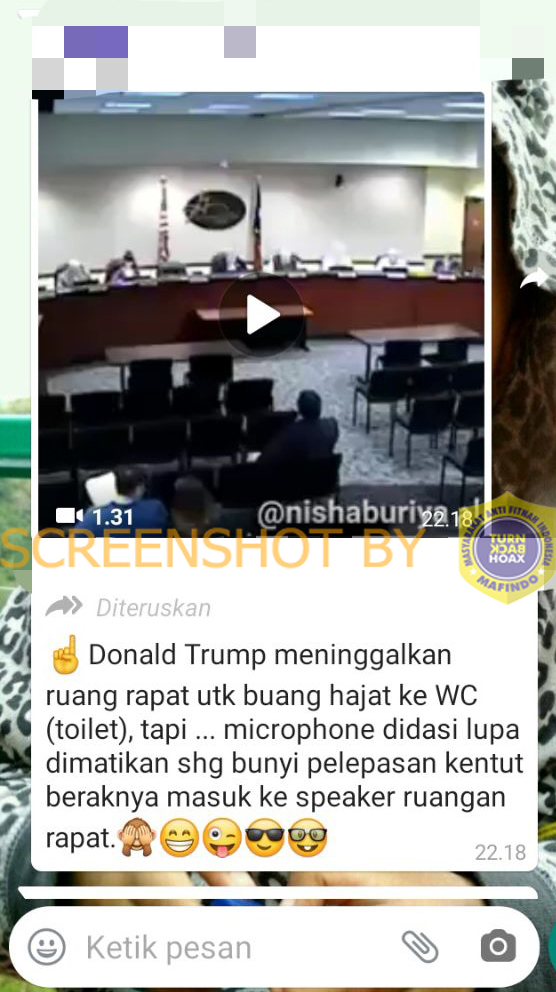 @nishaburiy
1.31
22.18
SCREENSHOT BY
MASYARAKAT ANTI FITNAH INDONESIA
TURN
BACK
HOAX
MAFINDO
Diteruskan
☝Donald Trump meninggalkan
ruang rapat utk buang hajat ke WC
(toilet), tapi ... microphone didasi lupa
dimatikan shg bunyi pelepasan kentut
beraknya masuk ke speaker ruangan
rapat.🙈😁😜😎🤓
22.18
Ketik pesan